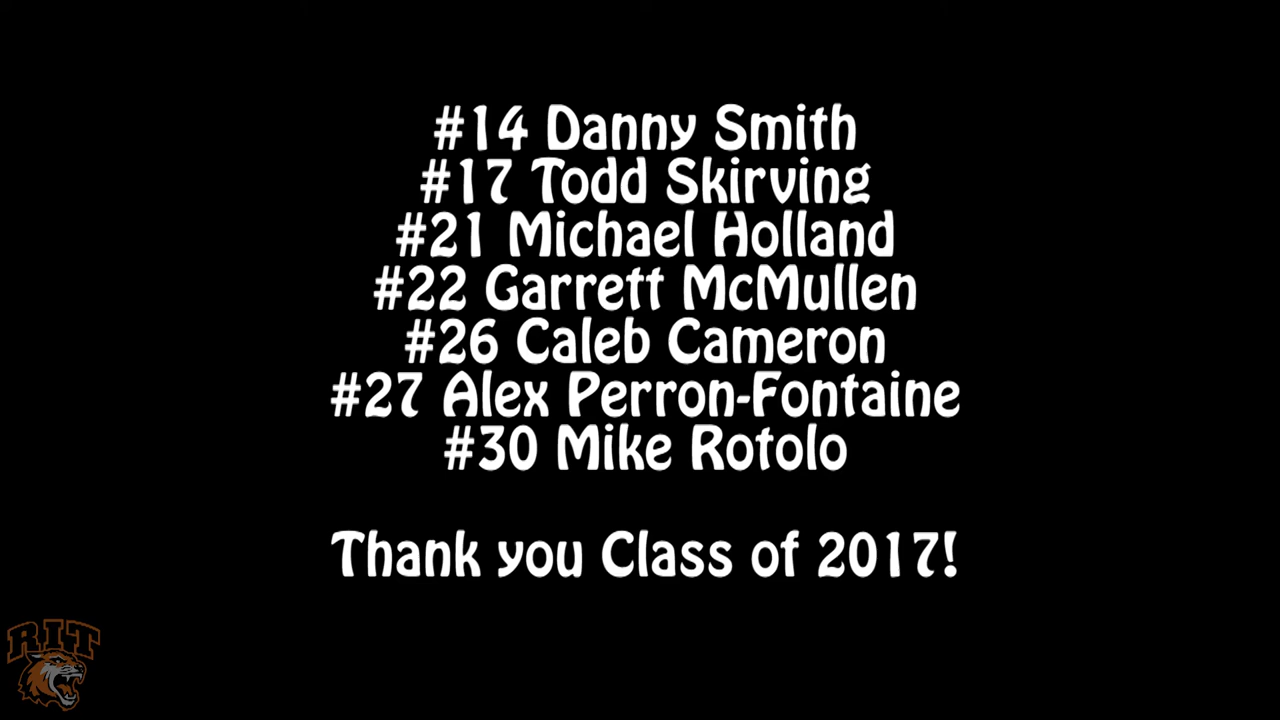 #14 Danny Smith
#17 Todd Skirving
#21 Michael Holland
#22 Garrett McMullen
#26 Caleb Cameron
#27 Alex Perron-Fontaine
#30 Mike Rotolo
Thank you Class of 2017!
RIT